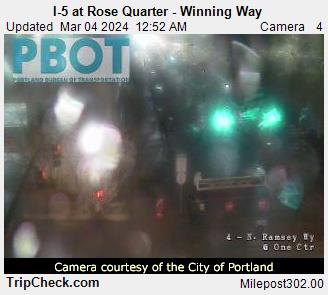 I-5 at Rose Quarter - Winning Way
Updated Mar 04 2024 12:52 AM Camera 4
PBOT
PORTLAND BUREAU OF TRANSPORTATION
4 - N. Ramsey Wy
@ One Ctr
Camera courtesy of the City of Portland
TripCheck.com Milepost302.00